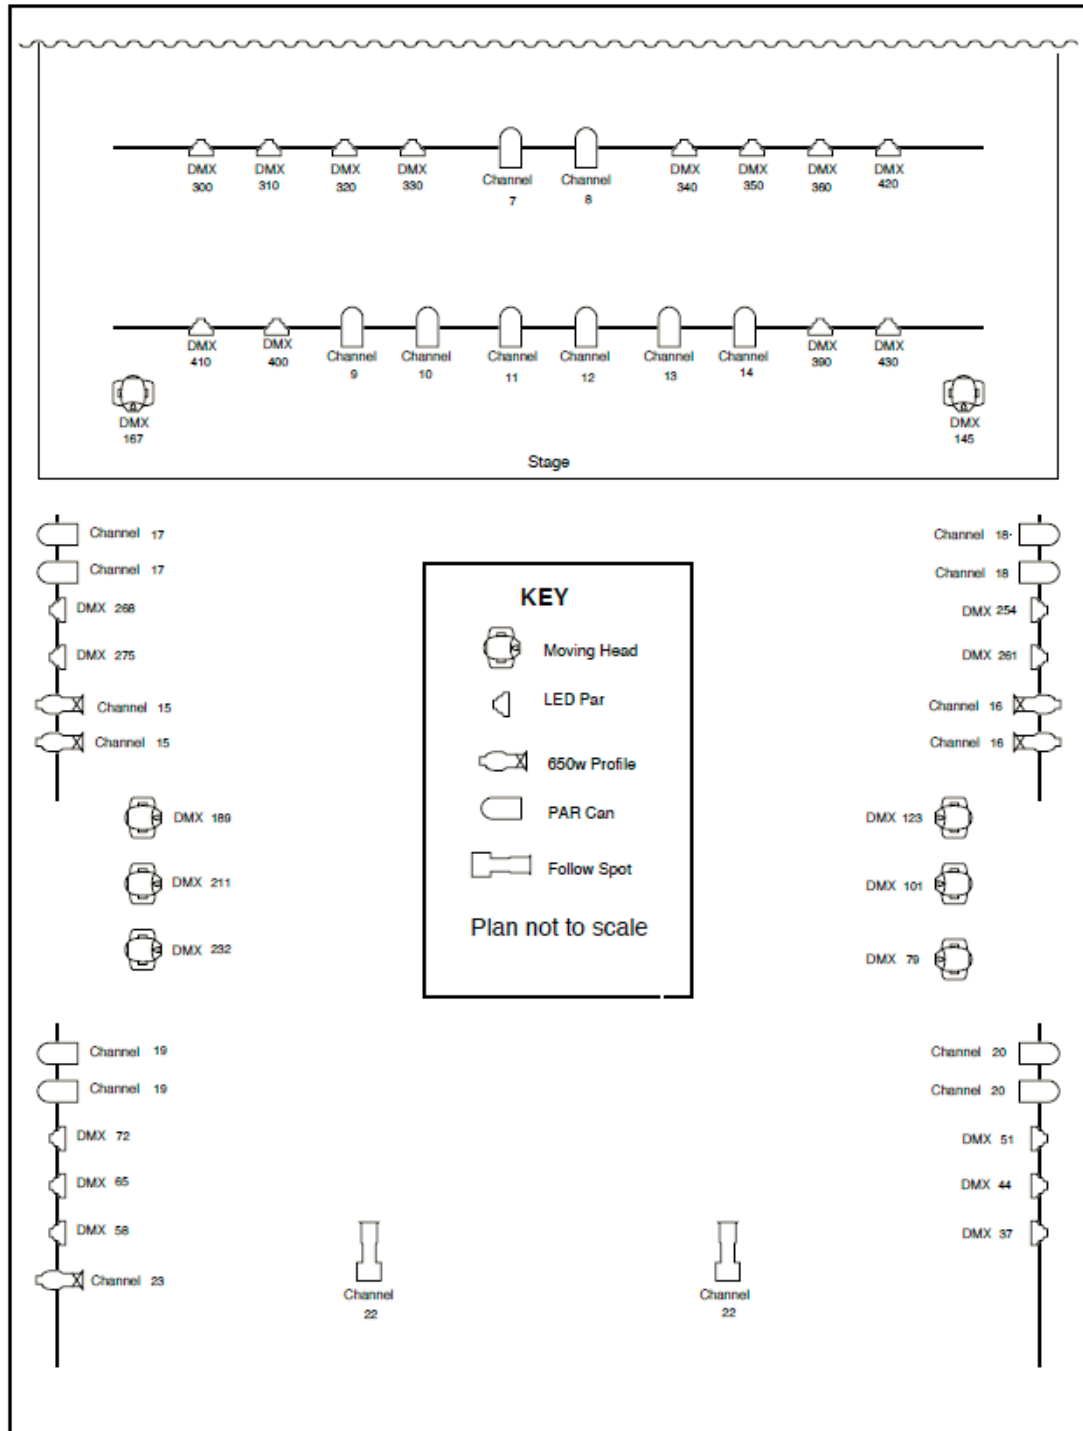 DMX DMX DMX DMX Channel Channel DMX DMX DMX DMX
300 310 320 330 7 8 340 350 360 420
DMX DMX Channel Channel Channel Channel Channel Channel DMX DMX
410 400 9 10 11 12 13 14 390 430
DMX DMX
167 145
Stage
Channel 17 Channel 18·
Channel 17 Channel 18
KEY
DMX 268 DMX 254
Moving Head
DMX 275 DMX 261
LED Par
Channel 15 Channel 16
Channel 15 Channel 16
650w Profile
PAR Can
DMX 189 DMX 123
Follow Spot
DMX 211 DMX 101
Plan not to scale
DMX 232 DMX 79
Channel 19 Channel 20
Channel 19 Channel 20
DMX 72 DMX 51
DMX 65 DMX 44
DMX 58 DMX 37
Channel 23
Channel Channel
22 22